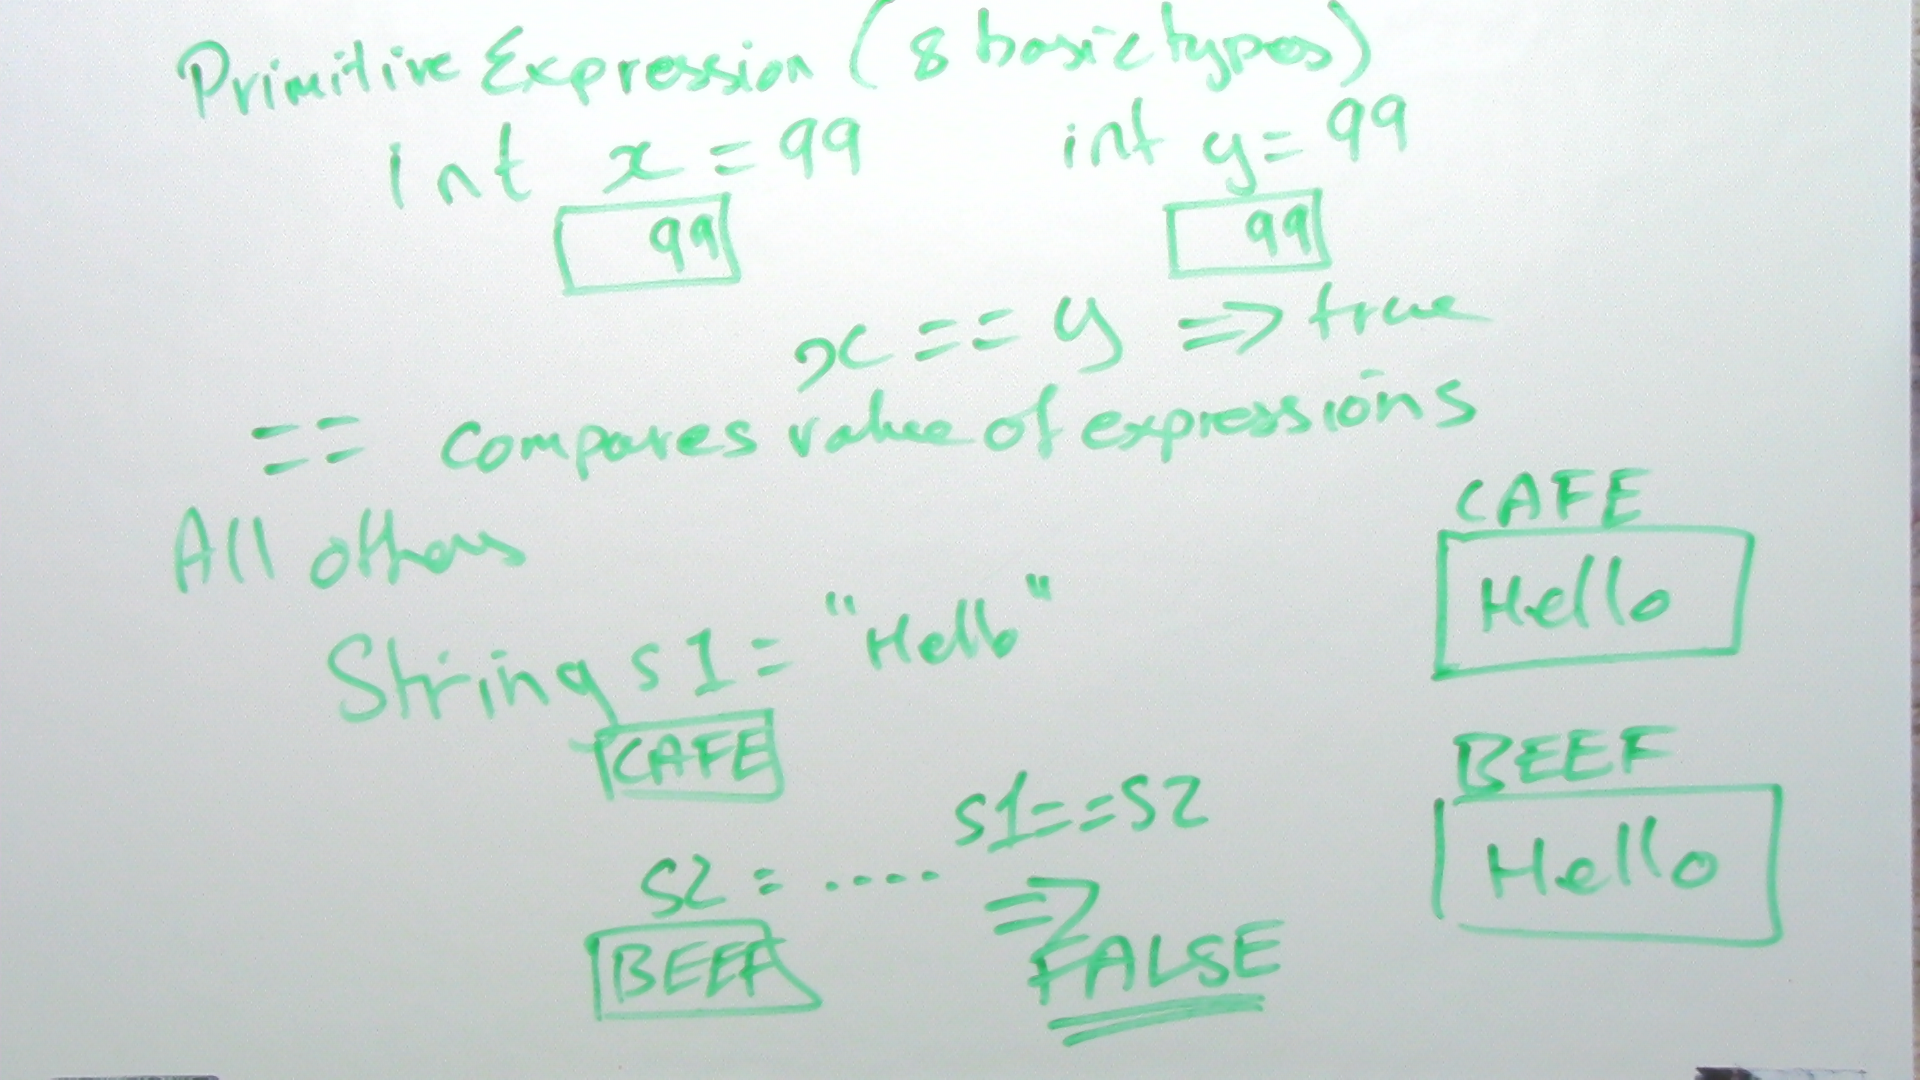 Primitive Expression (8 basic types)
int x = 99 int y = 99
99 99
x == y => true
== compares value of expressions
All others
CAFE
Hello
String s1 = "Hello"
CAFE
BEEF
Hello
s1==s2
s2 = ....
=> FALSE
BEEF